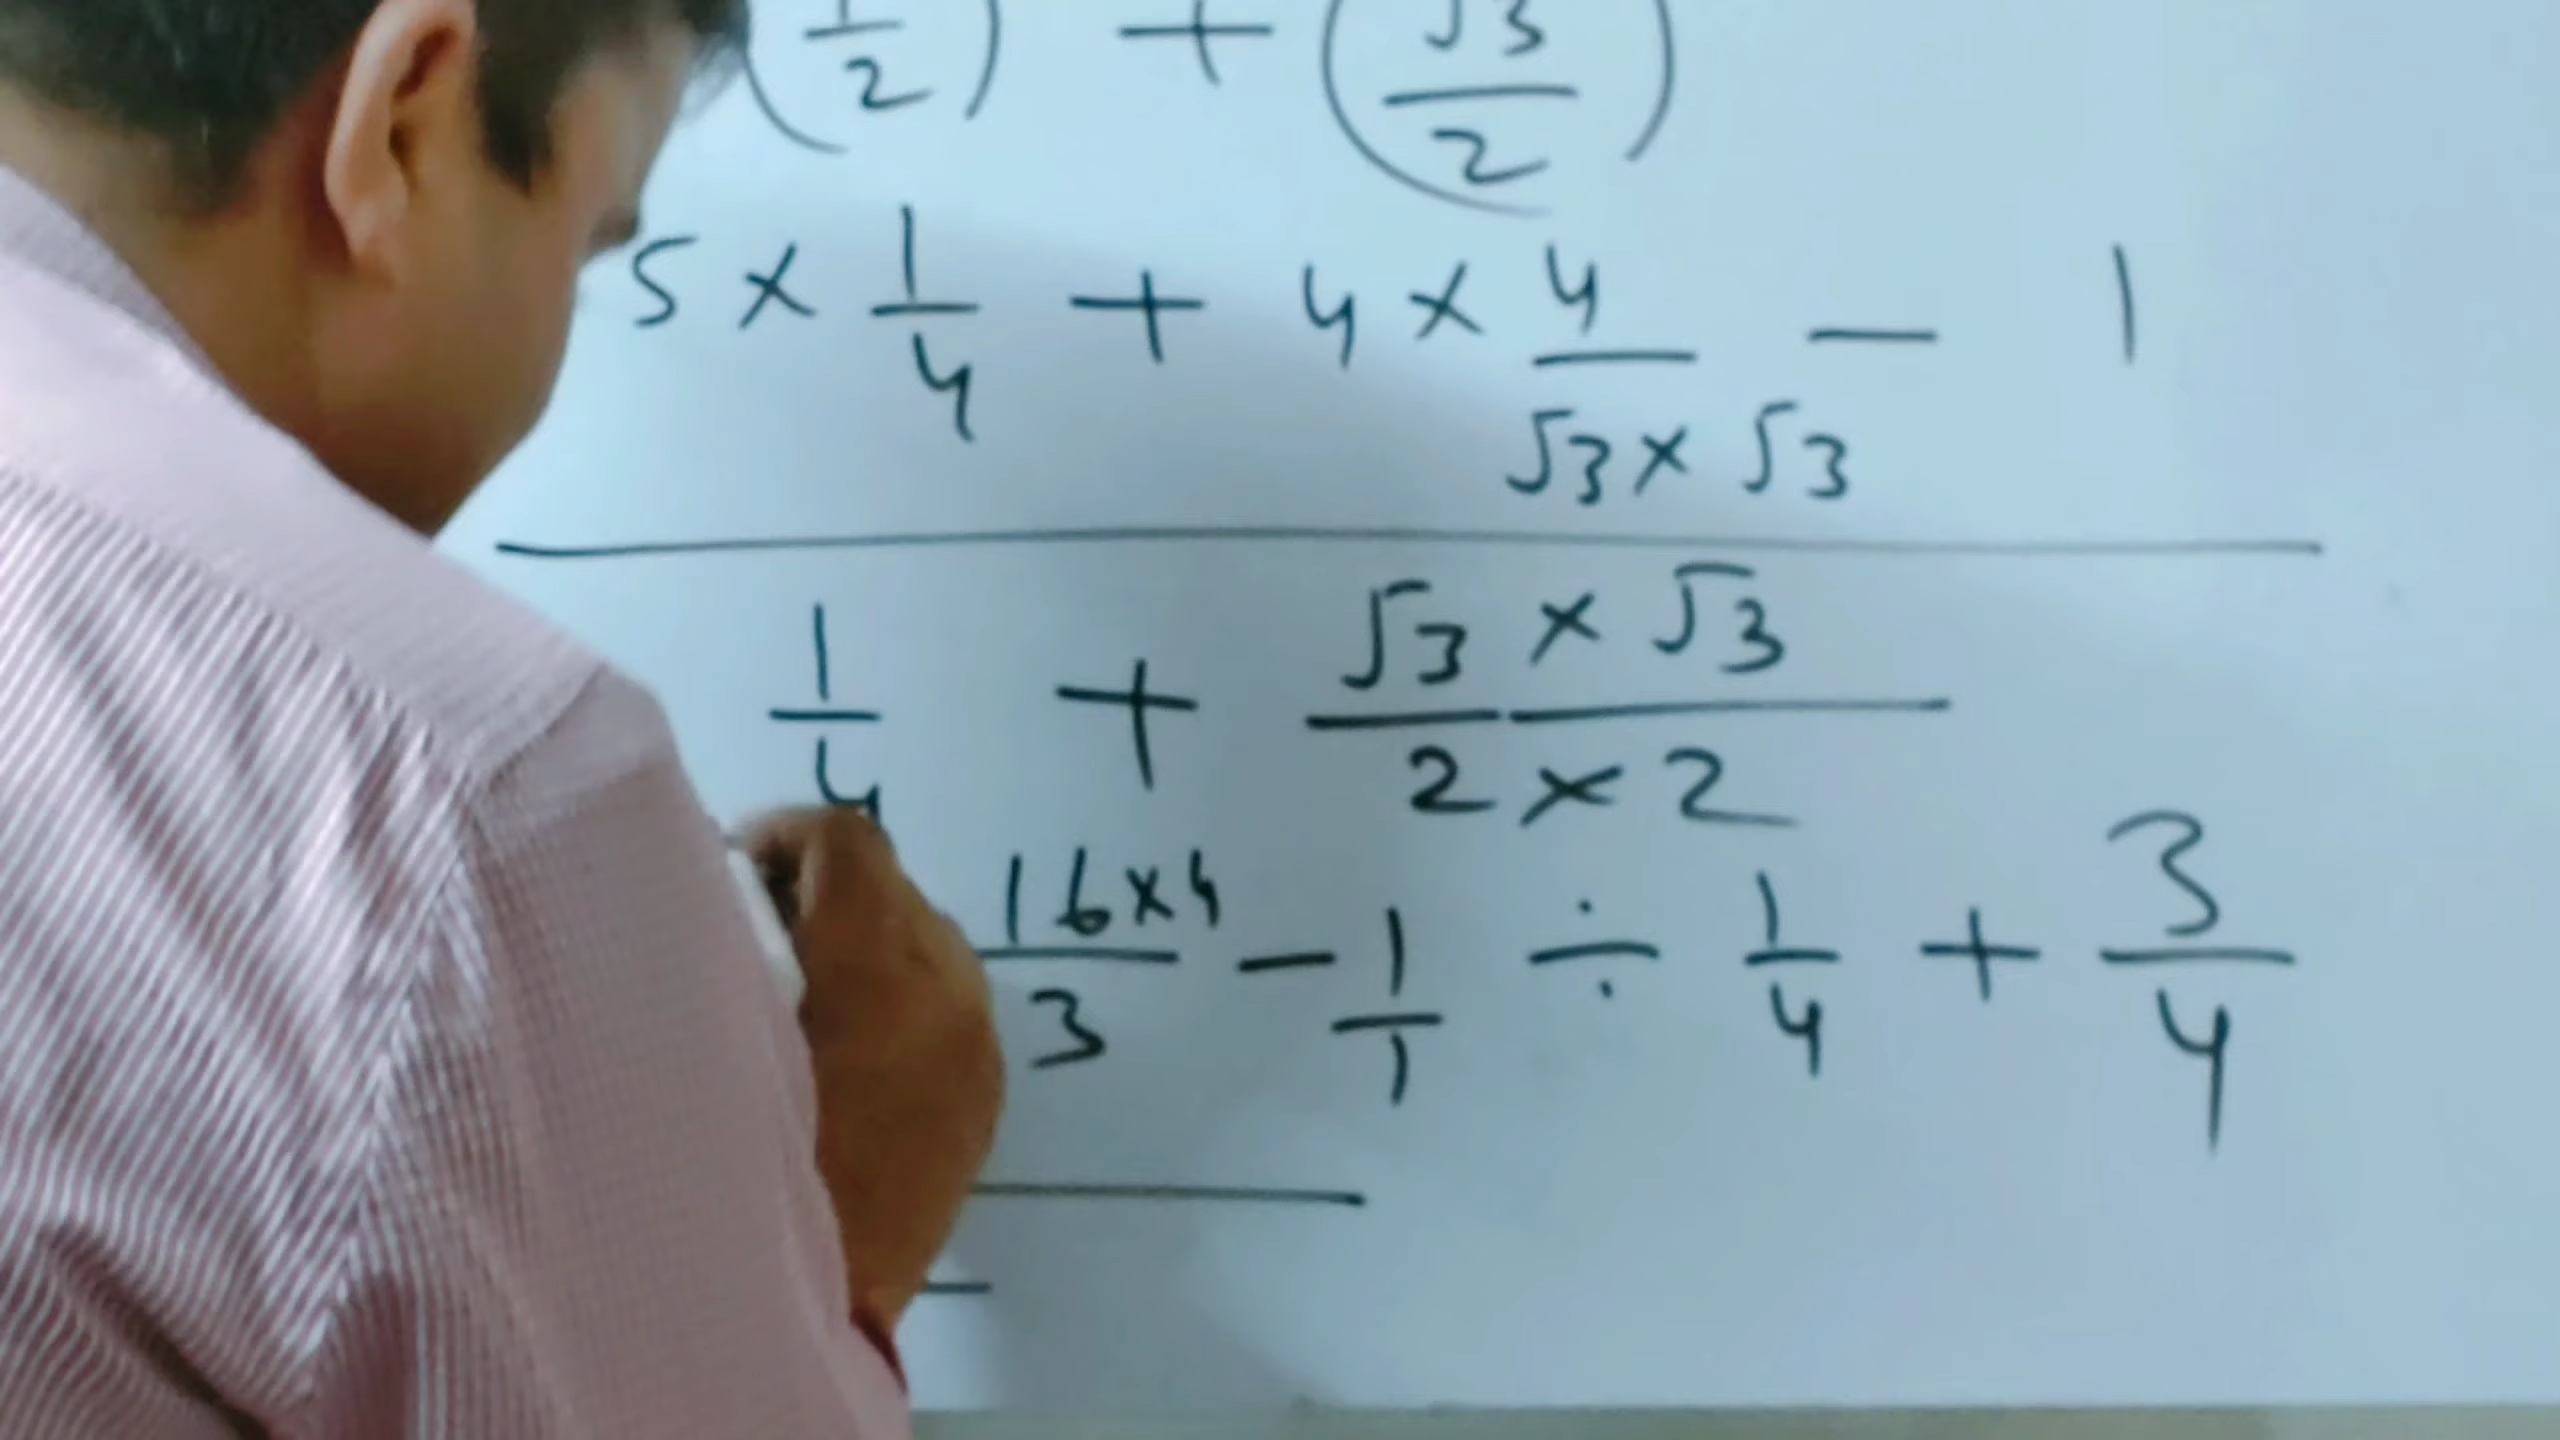 (1/2) + (√3/2)
5 × 1/4 + 4 × 4/(√3 × √3) − 1
1/4 + (√3 × √3)/(2 × 2)
16×4/3 − 1/1 ÷ 1/4 + 3/4